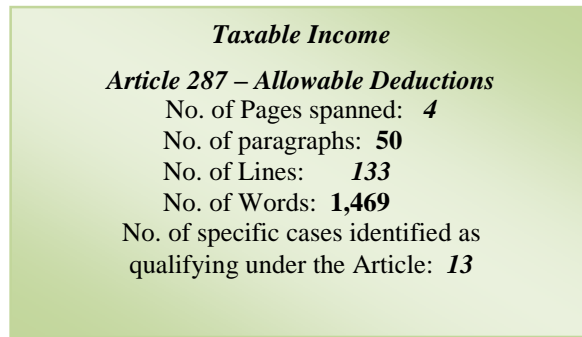 Taxable Income
Article 287 – Allowable Deductions
No. of Pages spanned: 4
No. of paragraphs: 50
No. of Lines: 133
No. of Words: 1,469
No. of specific cases identified as
qualifying under the Article: 13